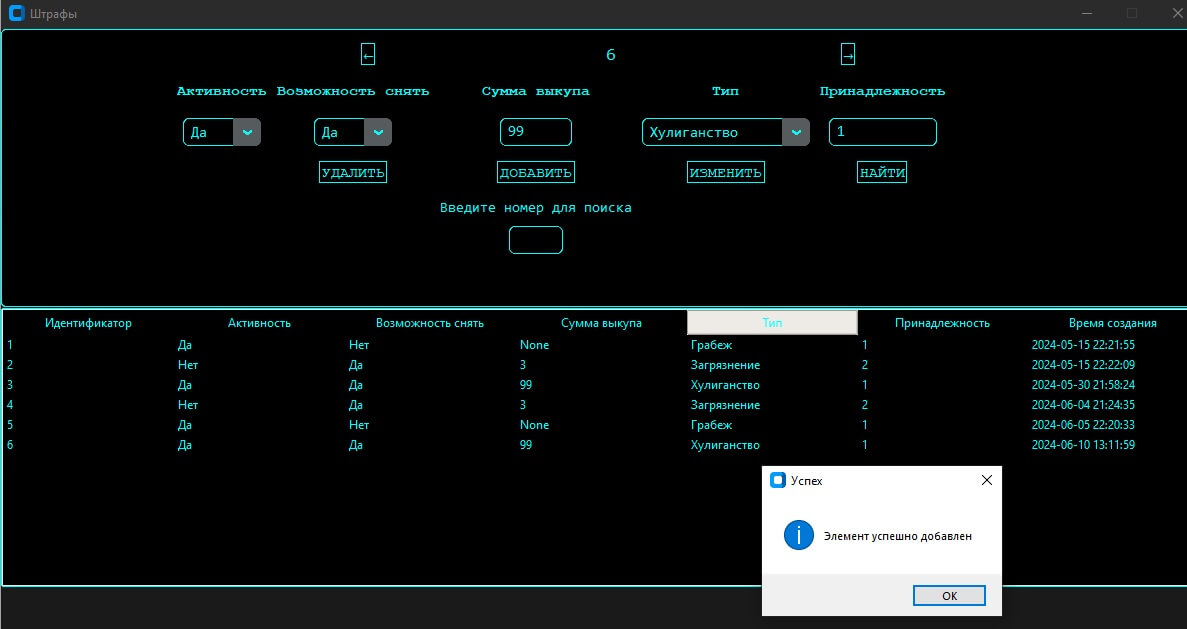 Штрафы
← 6 →
Активность Возможность снять Сумма выкупа Тип Принадлежность
Да Да 99 Хулиганство 1
УДАЛИТЬ ДОБАВИТЬ ИЗМЕНИТЬ НАЙТИ
Введите номер для поиска
Идентификатор Активность Возможность снять Сумма выкупа Тип Принадлежность Время создания
1 Да Нет None Грабеж 1 2024-05-15 22:21:55
2 Нет Да 3 Загрязнение 2 2024-05-15 22:22:09
3 Да Да 99 Хулиганство 1 2024-05-30 21:58:24
4 Нет Да 3 Загрязнение 2 2024-06-04 21:24:35
5 Да Нет None Грабеж 1 2024-06-05 22:20:33
6 Да Да 99 Хулиганство 1 2024-06-10 13:11:59
Успех
Элемент успешно добавлен
ОК